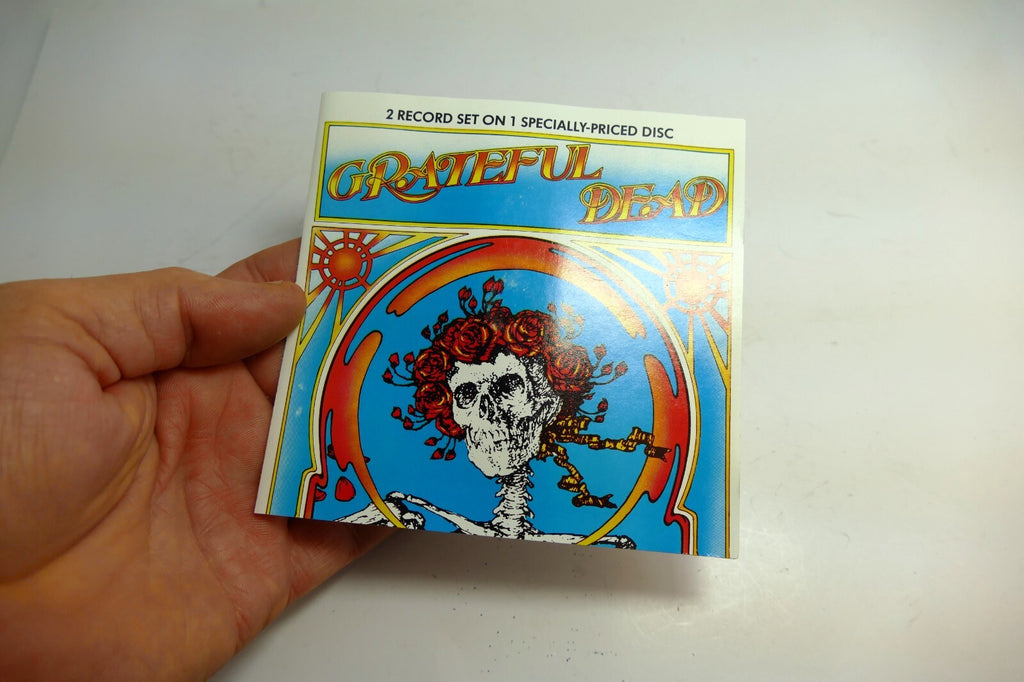 2 RECORD SET ON 1 SPECIALLY-PRICED DISC
GRATEFUL
DEAD